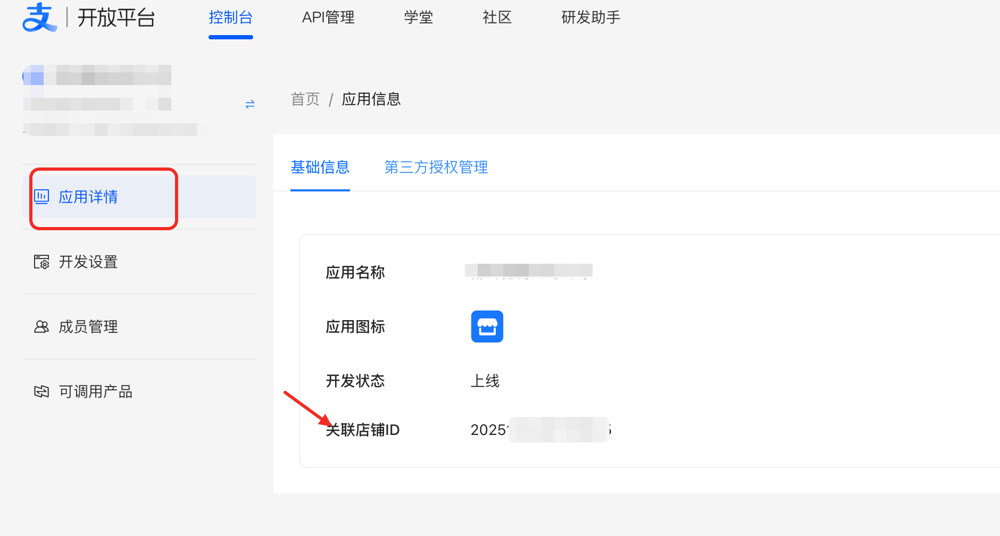 支 开放平台 控制台 API管理 学堂 社区 研发助手
首页 / 应用信息
基础信息 第三方授权管理
应用详情
开发设置
成员管理
可调用产品
应用名称
应用图标
开发状态 上线
关联店铺ID 2025